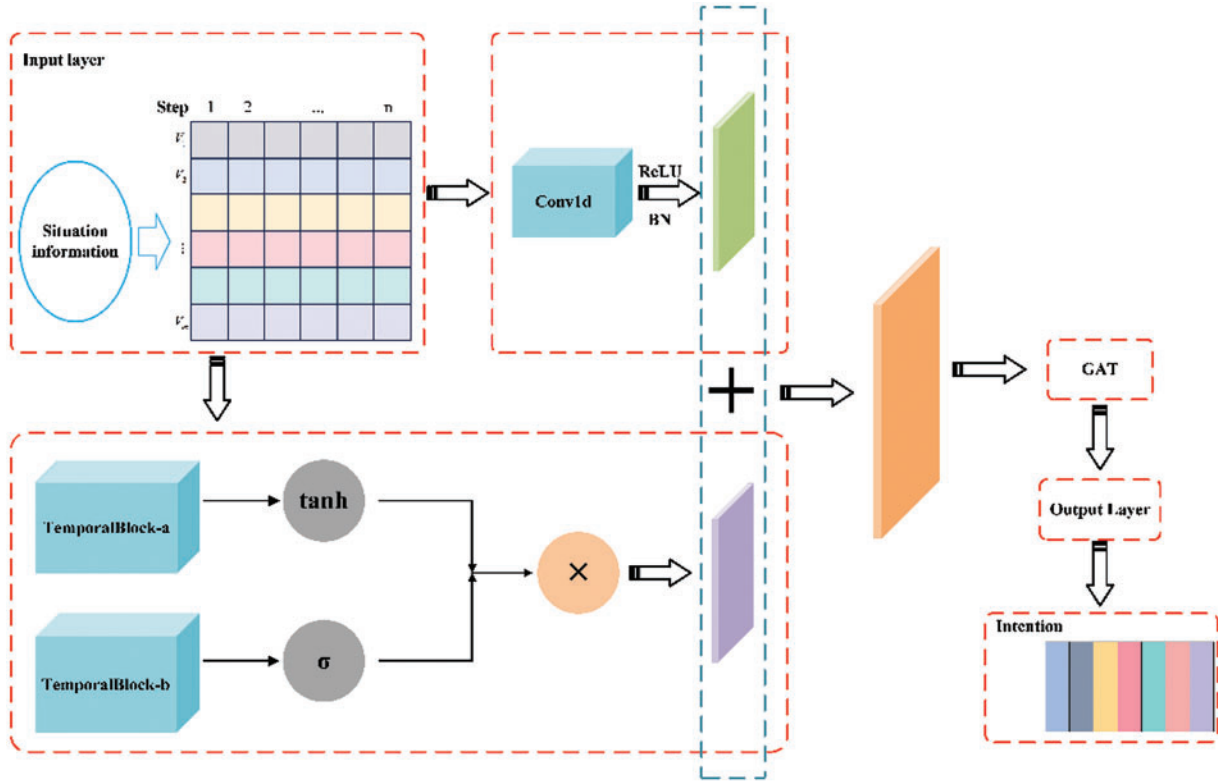 Input layer
Step 1 2 ... n
V1
V2
⋮
Vm
Situation
information
Conv1d
ReLU
BN
+
GAT
Output Layer
Intention
TemporalBlock-a
tanh
×
TemporalBlock-b
σ